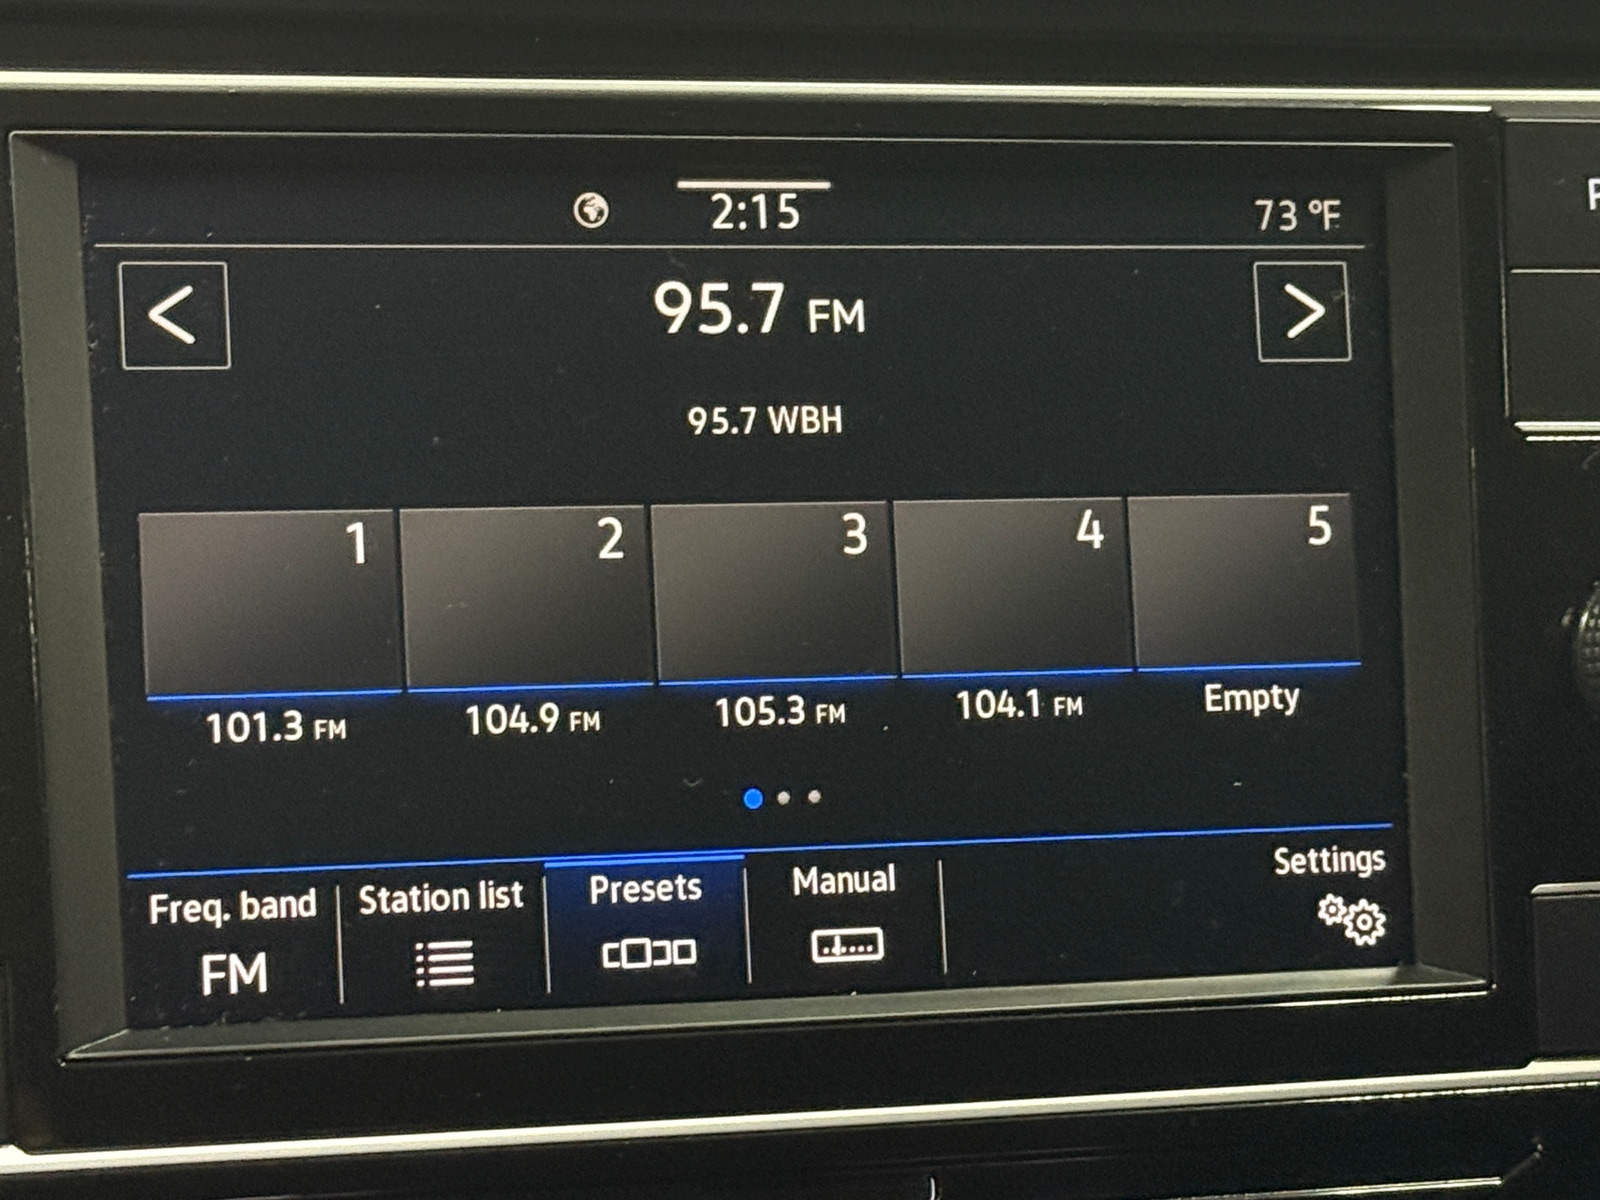 2:15
73 °F
95.7 FM
95.7 WBH
1 2 3 4 5
101.3 FM 104.9 FM 105.3 FM 104.1 FM Empty
Freq. band Station list Presets Manual Settings
FM